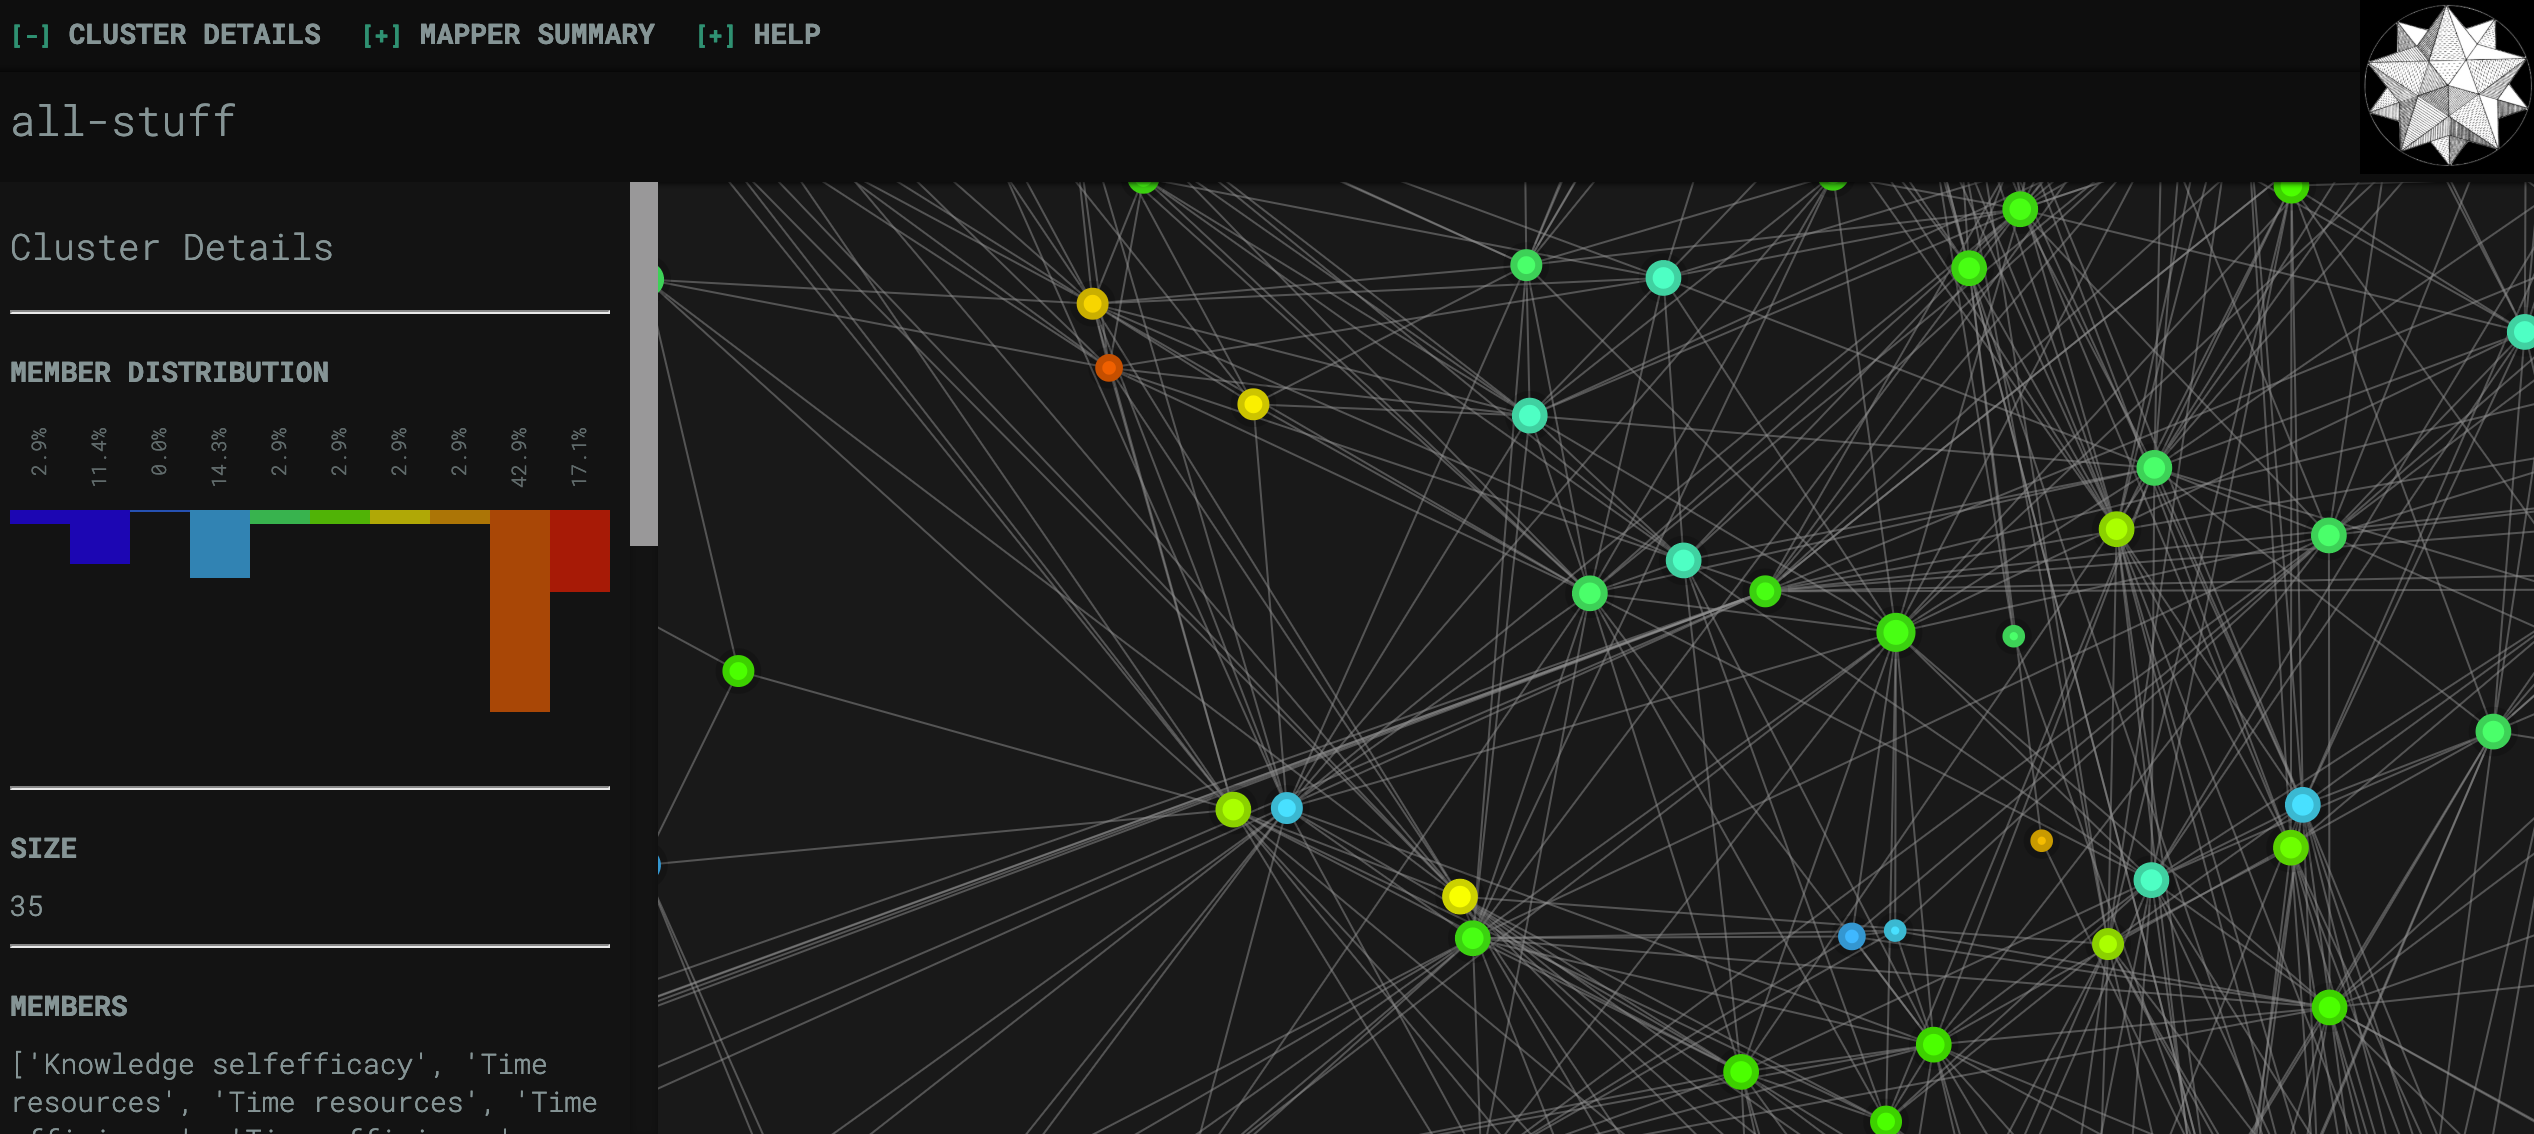 [-] CLUSTER DETAILS [+] MAPPER SUMMARY [+] HELP
all-stuff
Cluster Details
MEMBER DISTRIBUTION
2.9% 11.4% 0.0% 14.3% 2.9% 2.9% 2.9% 2.9% 42.9% 17.1%
SIZE
35
MEMBERS
['Knowledge selfefficacy', 'Time
resources', 'Time resources', 'Time